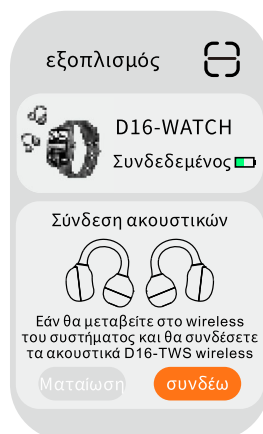 εξοπλισμός
D16-WATCH
Συνδεδεμένος
Σύνδεση ακουστικών
Εάν θα μεταβείτε στο wireless
του συστήματος και θα συνδέσετε
τα ακουστικά D16-TWS wireless
Ματαίωση
συνδέω